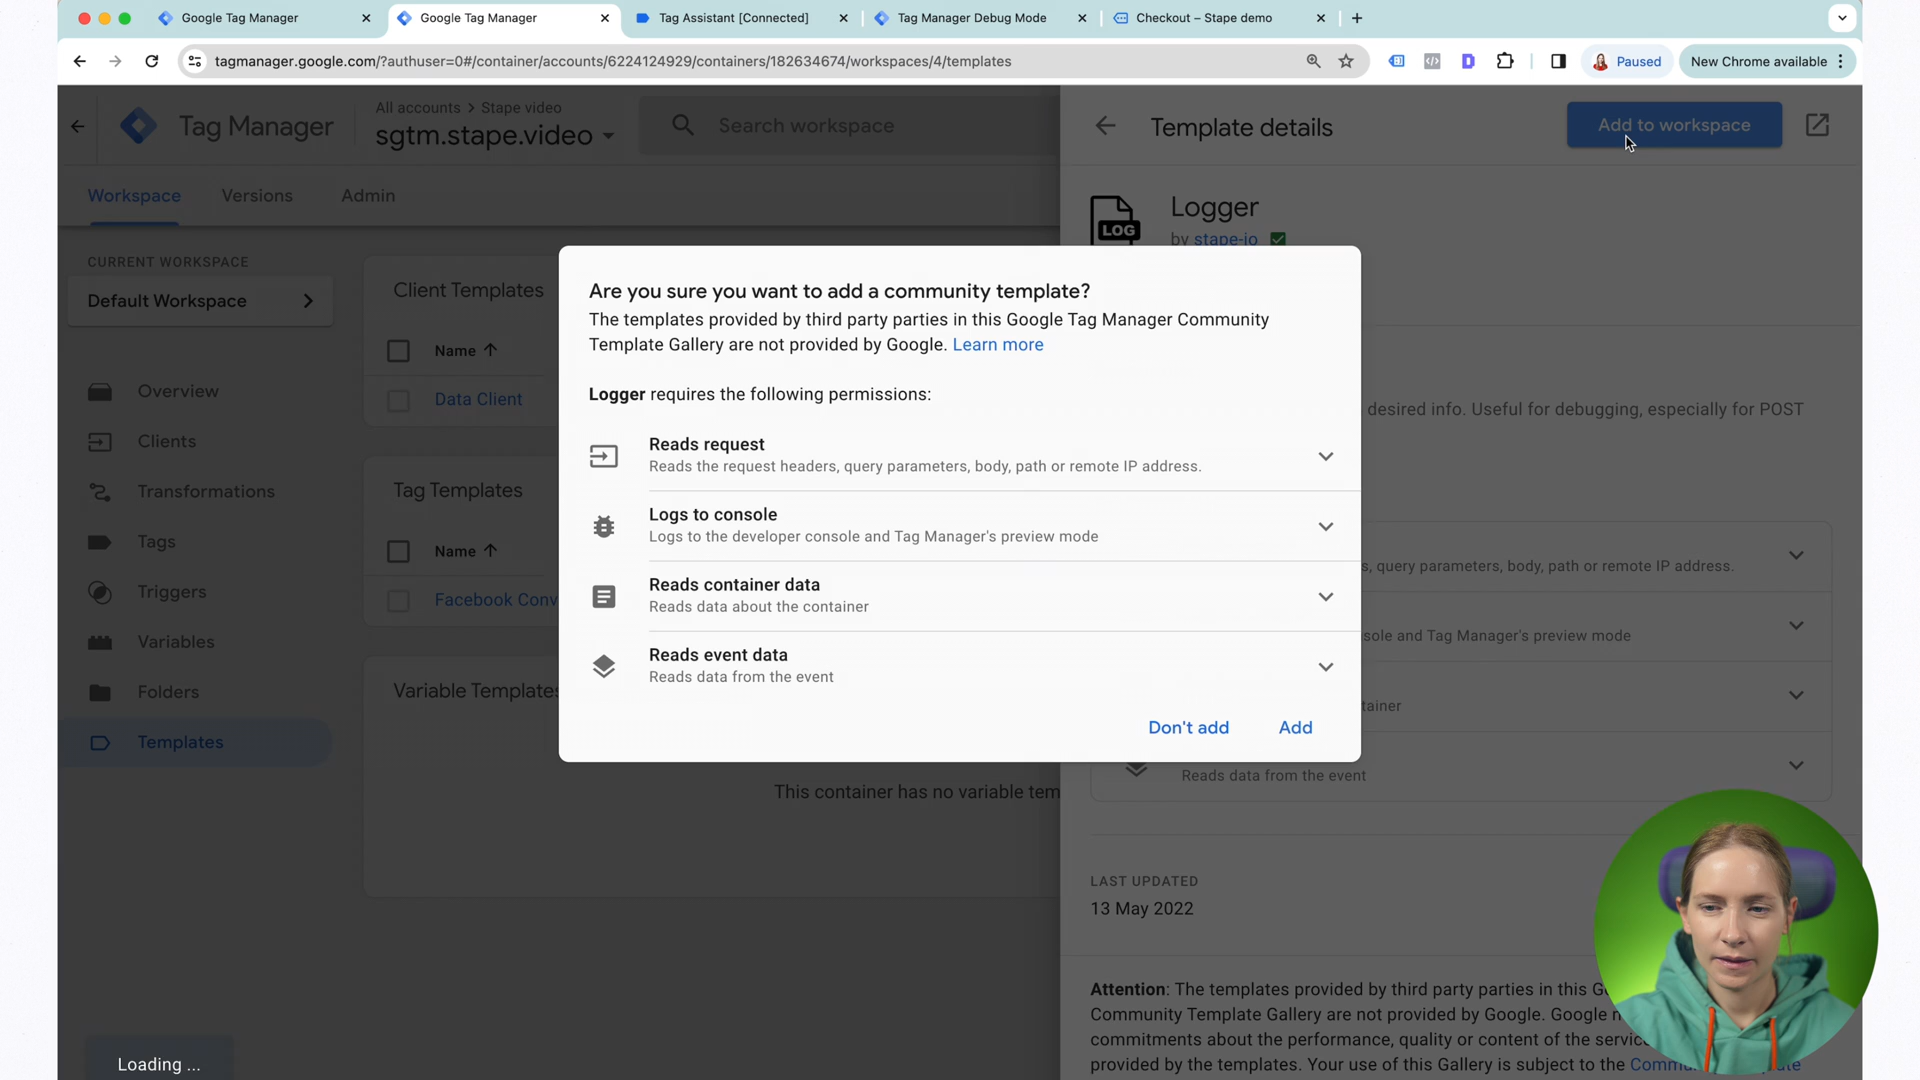 Google Tag Manager
Google Tag Manager
Tag Assistant [Connected]
Tag Manager Debug Mode
Checkout – Stape demo
tagmanager.google.com/?authuser=0#/container/accounts/6224124929/containers/182634674/workspaces/4/templates
Paused
New Chrome available
Tag Manager
All accounts > Stape video
sgtm.stape.video
Search workspace
Template details
Add to workspace
Workspace
Versions
Admin
LOG
Logger
by stape-io
CURRENT WORKSPACE
Default Workspace
Overview
Clients
Transformations
Tags
Triggers
Variables
Folders
Templates
Client Templates
Name
Data Client
Tag Templates
Name
Facebook Conv
Variable Templates
This container has no variable tem
Are you sure you want to add a community template?
The templates provided by third party parties in this Google Tag Manager Community
Template Gallery are not provided by Google. Learn more
Logger requires the following permissions:
Reads request
Reads the request headers, query parameters, body, path or remote IP address.
Logs to console
Logs to the developer console and Tag Manager's preview mode
Reads container data
Reads data about the container
Reads event data
Reads data from the event
Don't add
Add
desired info. Useful for debugging, especially for POST
s, query parameters, body, path or remote IP address.
sole and Tag Manager's preview mode
tainer
Reads data from the event
LAST UPDATED
13 May 2022
Attention: The templates provided by third party parties in this G
Community Template Gallery are not provided by Google. Google
commitments about the performance, quality or content of the servic
provided by the templates. Your use of this Gallery is subject to the
Loading ...